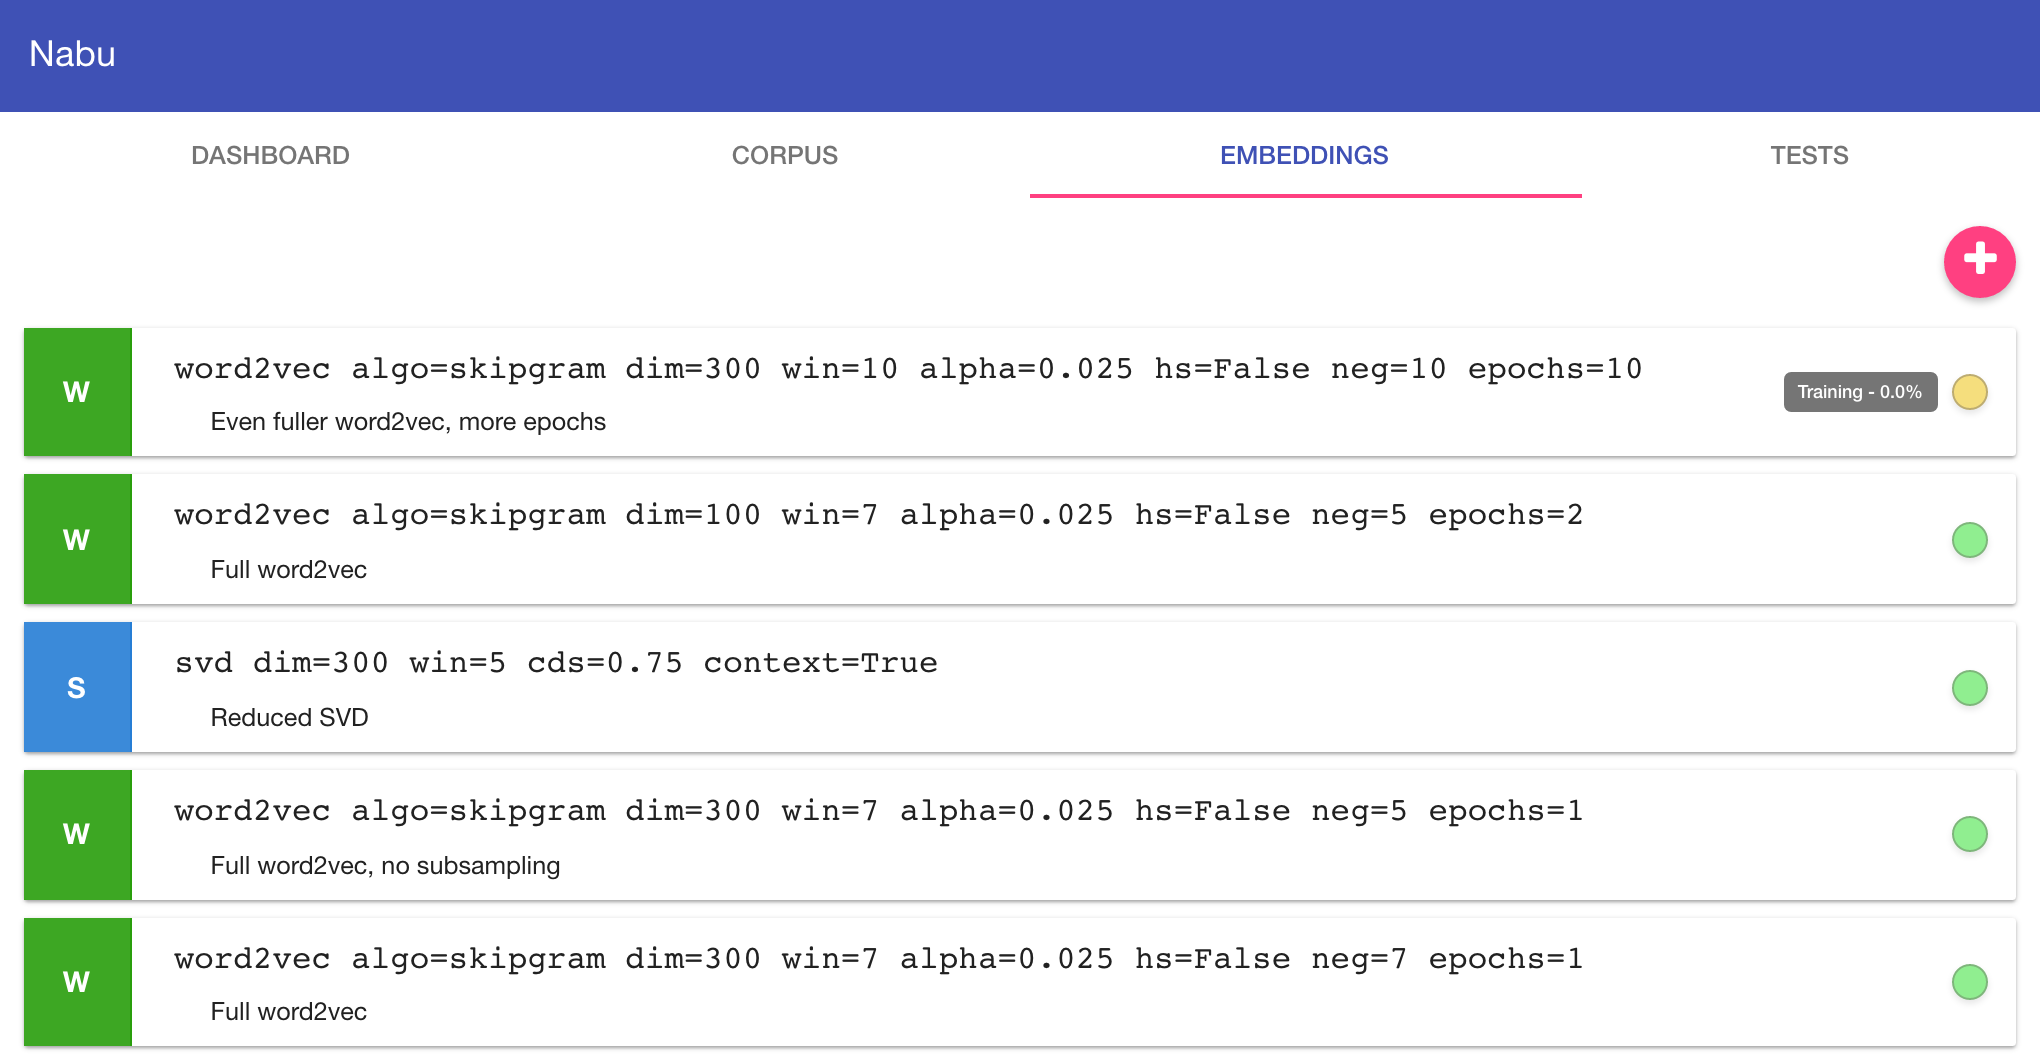 Nabu
DASHBOARD CORPUS EMBEDDINGS TESTS
W
word2vec algo=skipgram dim=300 win=10 alpha=0.025 hs=False neg=10 epochs=10
Even fuller word2vec, more epochs
Training - 0.0%
W
word2vec algo=skipgram dim=100 win=7 alpha=0.025 hs=False neg=5 epochs=2
Full word2vec
S
svd dim=300 win=5 cds=0.75 context=True
Reduced SVD
W
word2vec algo=skipgram dim=300 win=7 alpha=0.025 hs=False neg=5 epochs=1
Full word2vec, no subsampling
W
word2vec algo=skipgram dim=300 win=7 alpha=0.025 hs=False neg=7 epochs=1
Full word2vec